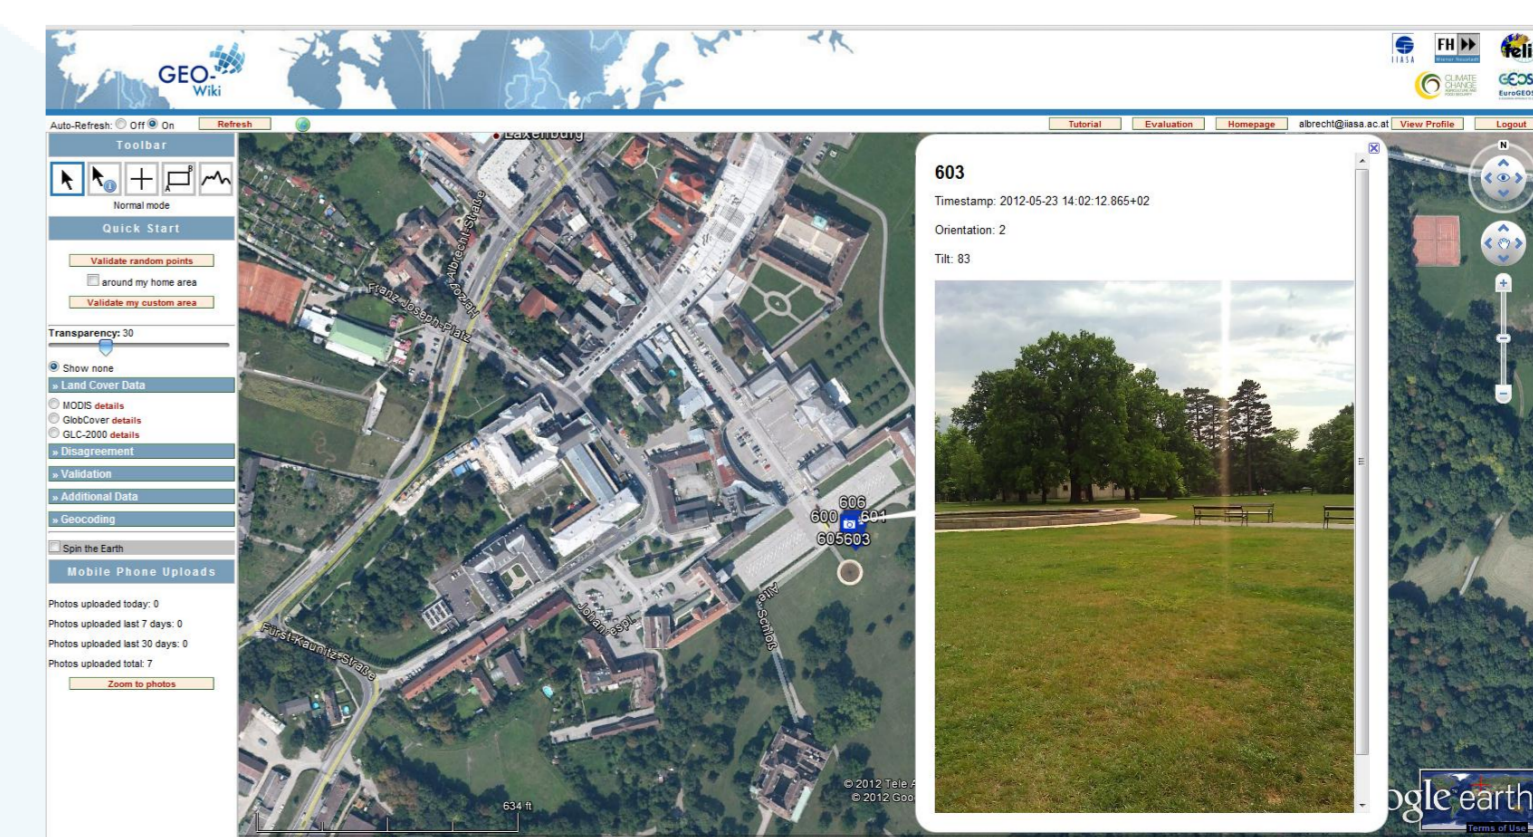 GEO-
Wiki
IIASA
FH
feli
CLIMATE
CHANGE
GEOS
EuroGEOS
Auto-Refresh: Off On Refresh
Tutorial Evaluation Homepage albrecht@iiasa.ac.at View Profile Logout
Toolbar
A B
Normal mode
Quick Start
Validate random points
around my home area
Validate my custom area
Transparency: 30
Show none
» Land Cover Data
MODIS details
GlobCover details
GLC-2000 details
» Disagreement
» Validation
» Additional Data
» Geocoding
Spin the Earth
Mobile Phone Uploads
Photos uploaded today: 0
Photos uploaded last 7 days: 0
Photos uploaded last 30 days: 0
Photos uploaded total: 7
Zoom to photos
Laxenburg
Herzog-Albrecht-Straße
Franz-Joseph-Platz
606
600 601
605603
Alte Schloß
Fürst-Kaunitz-Straße
634 ft
© 2012 Tele A
© 2012 Goo
603
Timestamp: 2012-05-23 14:02:12.865+02
Orientation: 2
Tilt: 83
N
ogle earth
Terms of Use